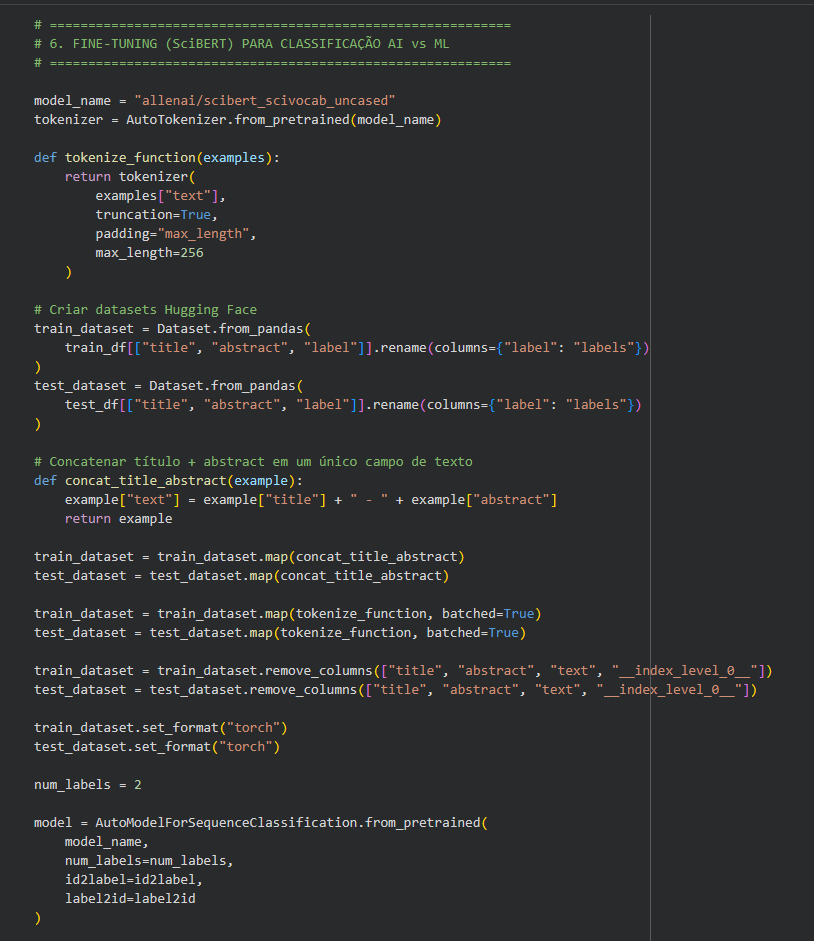 # ============================================================
# 6. FINE-TUNING (SciBERT) PARA CLASSIFICAÇÃO AI vs ML
# ============================================================

model_name = "allenai/scibert_scivocab_uncased"
tokenizer = AutoTokenizer.from_pretrained(model_name)

def tokenize_function(examples):
    return tokenizer(
        examples["text"],
        truncation=True,
        padding="max_length",
        max_length=256
    )

# Criar datasets Hugging Face
train_dataset = Dataset.from_pandas(
    train_df[["title", "abstract", "label"]].rename(columns={"label": "labels"})
)
test_dataset = Dataset.from_pandas(
    test_df[["title", "abstract", "label"]].rename(columns={"label": "labels"})
)

# Concatenar título + abstract em um único campo de texto
def concat_title_abstract(example):
    example["text"] = example["title"] + " - " + example["abstract"]
    return example

train_dataset = train_dataset.map(concat_title_abstract)
test_dataset = test_dataset.map(concat_title_abstract)

train_dataset = train_dataset.map(tokenize_function, batched=True)
test_dataset = test_dataset.map(tokenize_function, batched=True)

train_dataset = train_dataset.remove_columns(["title", "abstract", "text", "__index_level_0__"])
test_dataset = test_dataset.remove_columns(["title", "abstract", "text", "__index_level_0__"])

train_dataset.set_format("torch")
test_dataset.set_format("torch")

num_labels = 2

model = AutoModelForSequenceClassification.from_pretrained(
    model_name,
    num_labels=num_labels,
    id2label=id2label,
    label2id=label2id
)